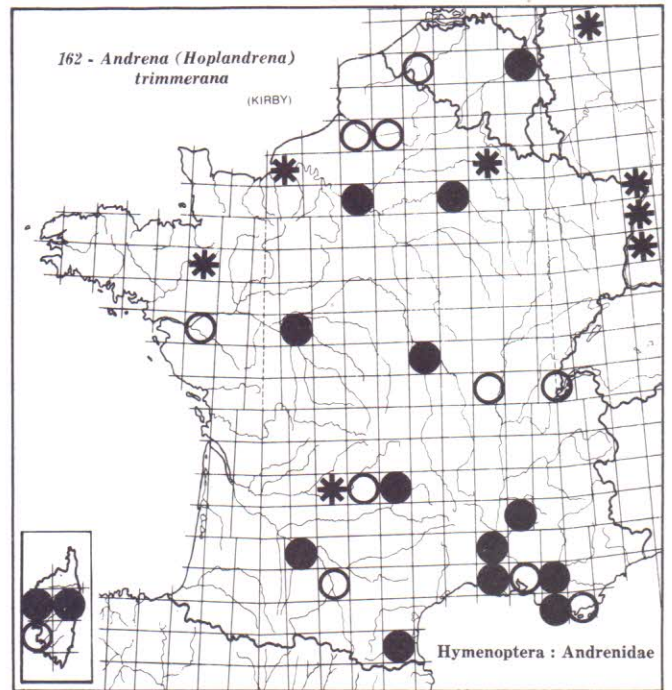 162 - Andrena (Hoplandrena)
trimmerana
(KIRBY)
Hymenoptera : Andrenidae